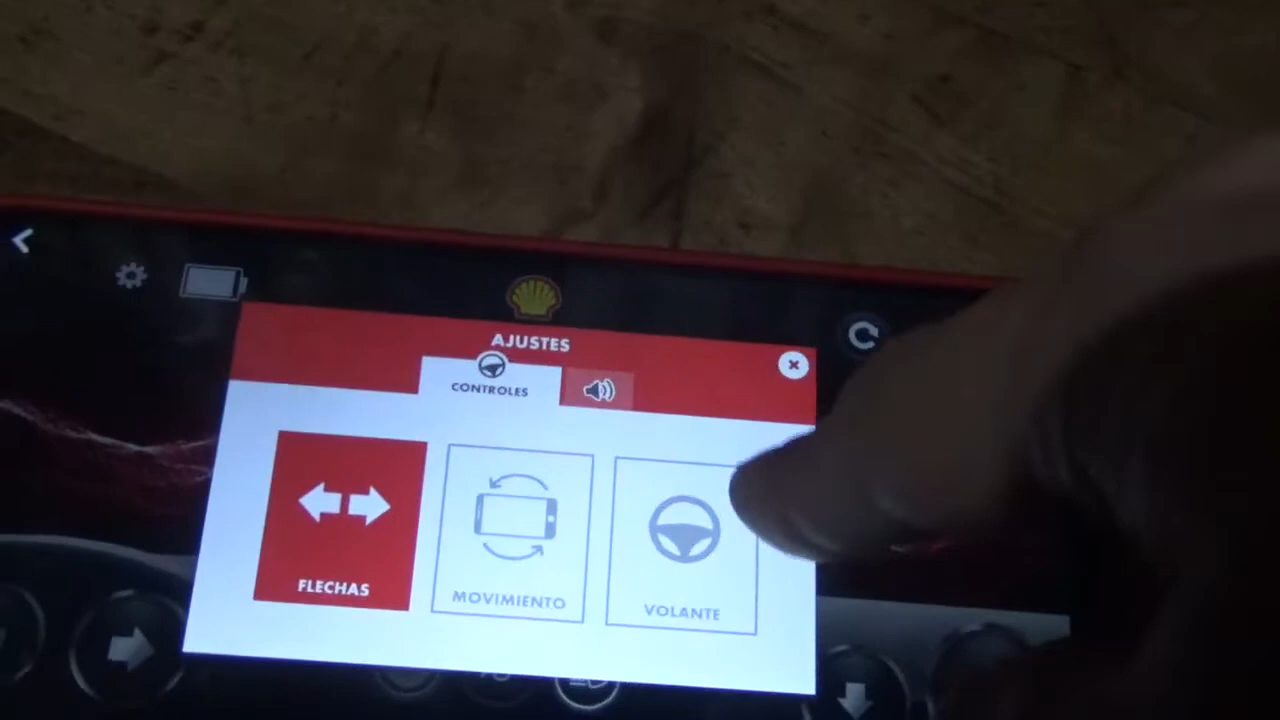 AJUSTES
CONTROLES
FLECHAS
MOVIMIENTO
VOLANTE